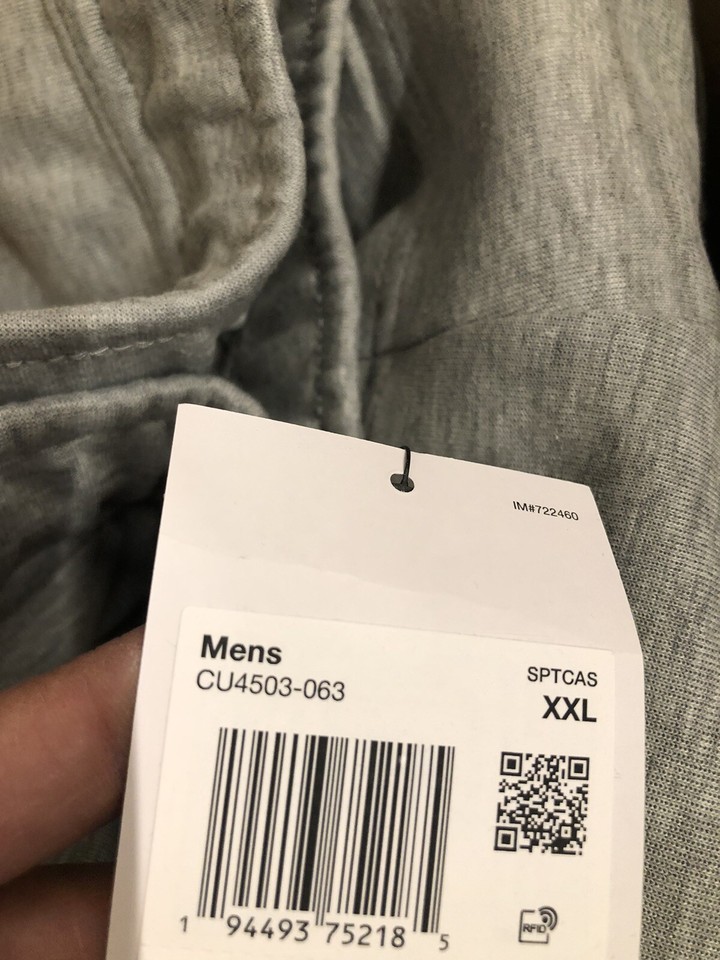 IM#722460
Mens
CU4503-063
SPTCAS
XXL
RFID
1 94493 75218 5